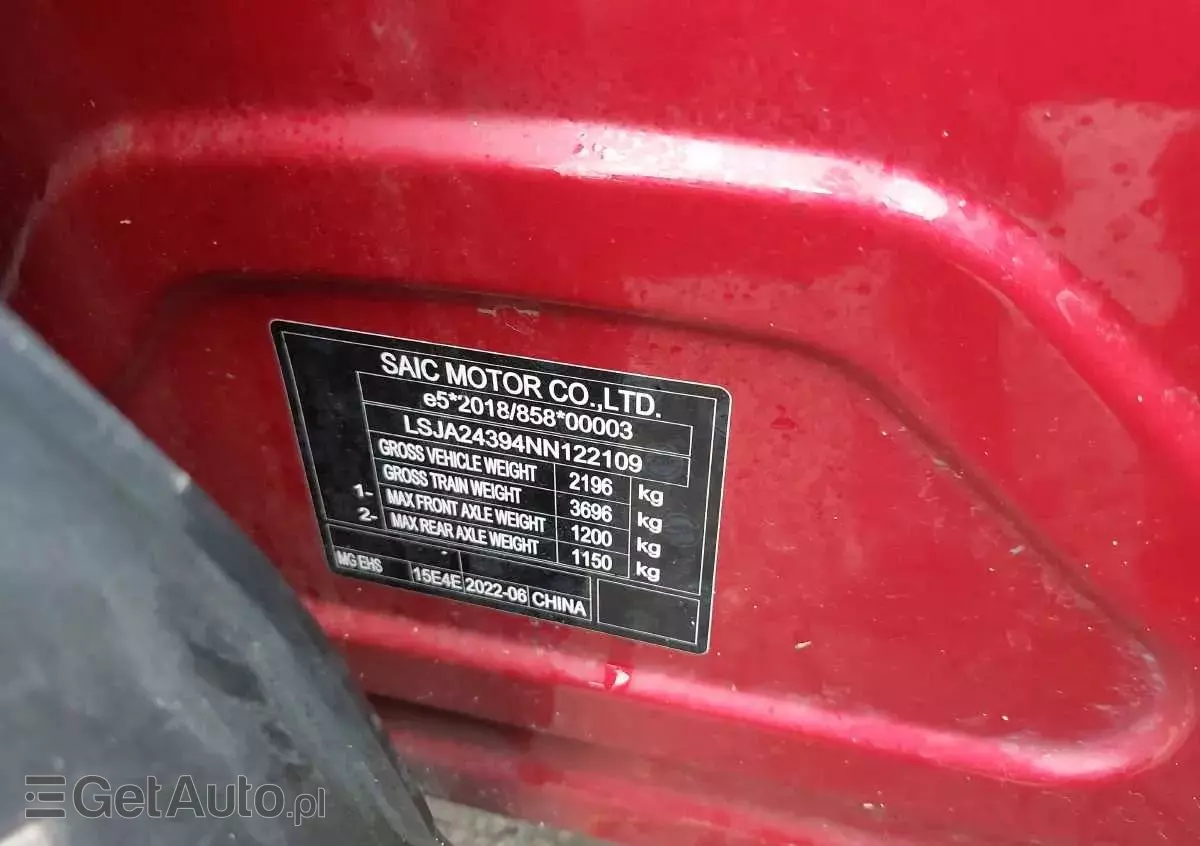 SAIC MOTOR CO.,LTD.
e5*2018/858*00003
LSJA24394NN122109
GROSS VEHICLE WEIGHT 2196 kg
GROSS TRAIN WEIGHT 3696 kg
1- MAX FRONT AXLE WEIGHT 1200 kg
2- MAX REAR AXLE WEIGHT 1150 kg
MG EHS 15E4E 2022-06 CHINA
GetAuto.pl